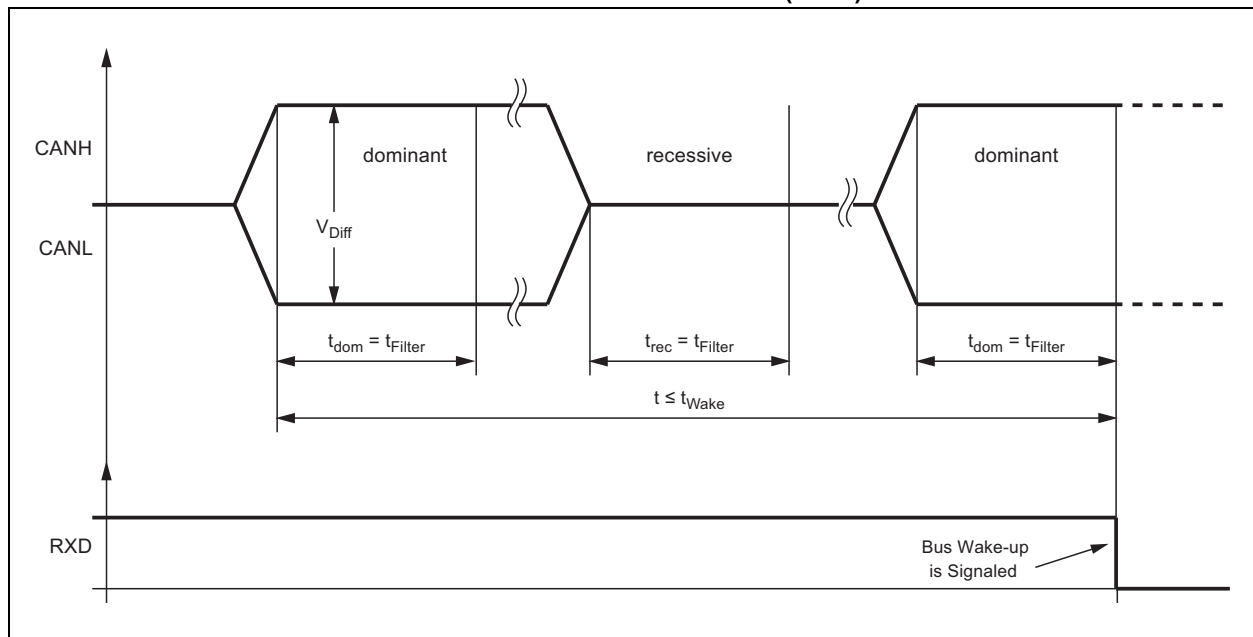 CANH
CANL
dominant
recessive
dominant
V_Diff
t_dom = t_Filter
t_rec = t_Filter
t_dom = t_Filter
t ≤ t_Wake
RXD
Bus Wake-up
is Signaled